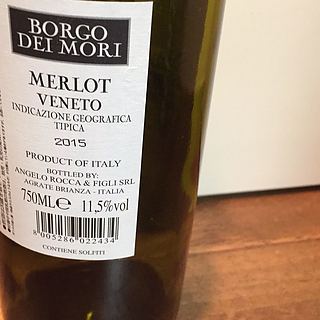 BORGO
DEI MORI
MERLOT
VENETO
INDICAZIONE GEOGRAFICA
TIPICA
2015
PRODUCT OF ITALY
BOTTLED BY:
ANGELO ROCCA & FIGLI SRL
AGRATE BRIANZA - ITALIA
750ML℮ 11,5%vol
8 005286 022434
CONTIENE SOLFITI